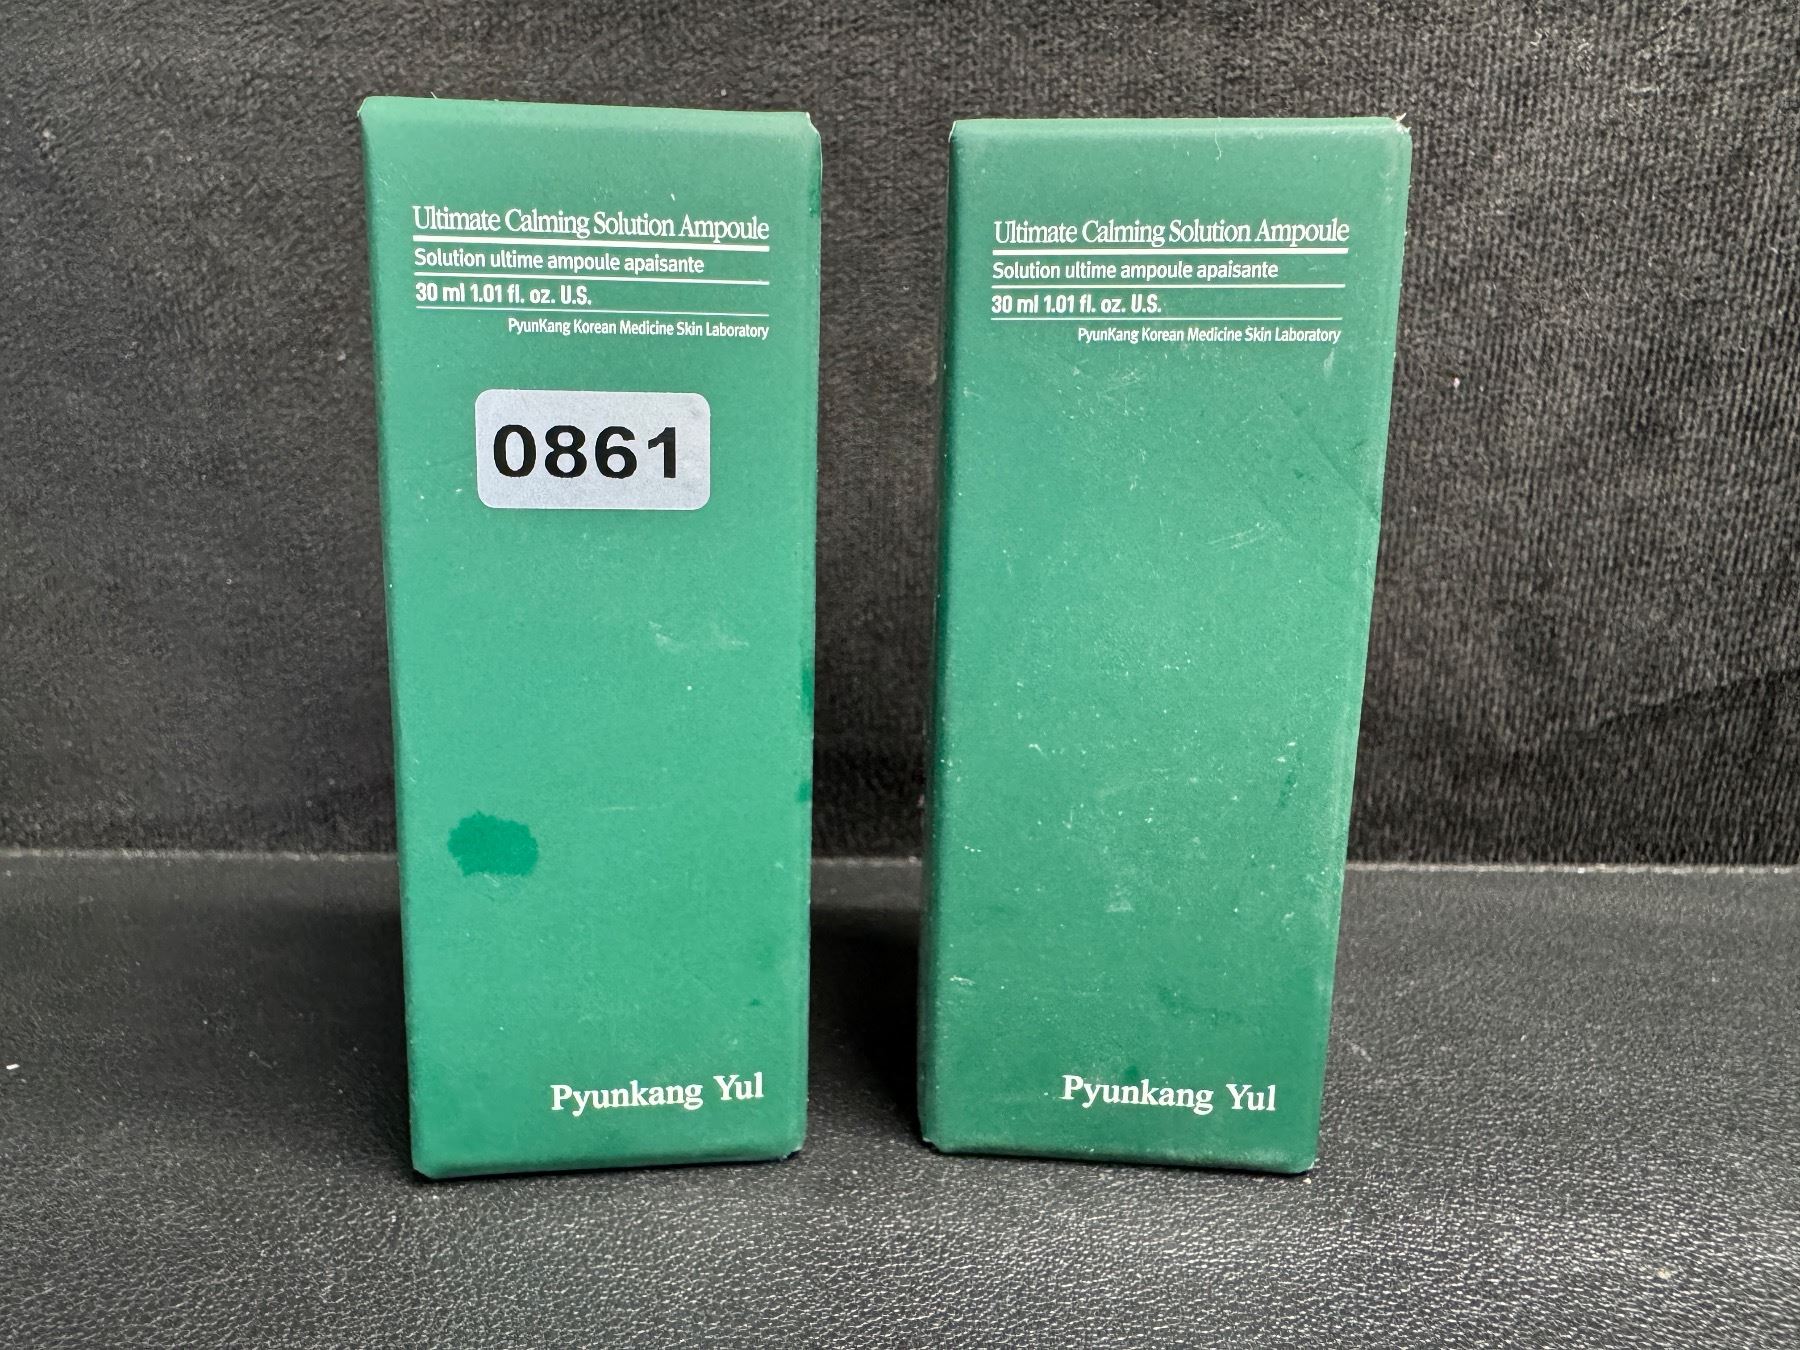 Ultimate Calming Solution Ampoule
Solution ultime ampoule apaisante
30 ml 1.01 fl. oz. U.S.
PyunKang Korean Medicine Skin Laboratory
0861
Pyunkang Yul
Ultimate Calming Solution Ampoule
Solution ultime ampoule apaisante
30 ml 1.01 fl. oz. U.S.
PyunKang Korean Medicine Skin Laboratory
Pyunkang Yul